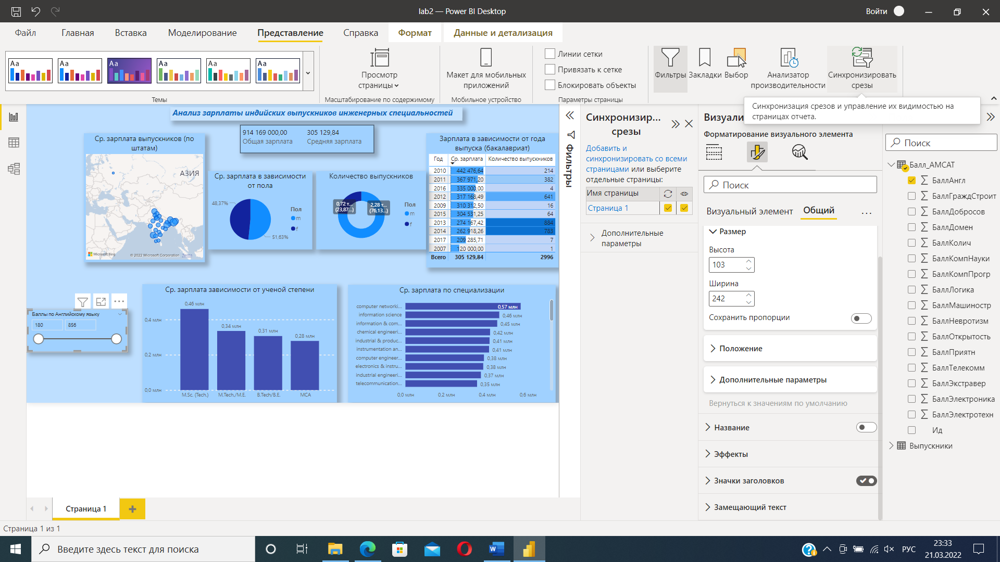 lab2 — Power BI Desktop
Войти
Файл
Главная
Вставка
Моделирование
Представление
Справка
Формат
Данные и детализация
Aa
Aa
Aa
Aa
Aa
Aa
Темы
Просмотр
страницы
Масштабирование по содержимому
Макет для мобильных
приложений
Мобильное устройство
Линии сетки
Привязать к сетке
Блокировать объекты
Параметры страницы
Фильтры
Закладки
Выбор
Анализатор
производительности
Синхронизировать
срезы
Синхронизация срезов и управление их видимостью на
страницах отчета.
Анализ зарплаты индийских выпускников инженерных специальностей
914 169 000,00
305 129,84
Общая зарплата
Средняя зарплата
Ср. зарплата выпускников (по
штатам)
АЗИЯ
Microsoft Bing
© 2022 Microsoft Corporation
Terms
Ср. зарплата в зависимости
от пола
48,37%
51,63%
Пол
m
f
Количество выпускников
0,72 т...
(23,87...)
2,28 т...
(76,13...)
Пол
m
f
Зарплата в зависимости от года
выпуска (бакалавриат)
Год Ср. зарплата Количество выпускников
2010 442 476,64 214
2011 367 971,20 382
2016 335 000,00 4
2012 317 168,49 641
2009 310 312,50 16
2015 304 531,25 64
2013 274 167,42 884
2014 262 918,26 783
2017 209 285,71 7
2007 120 000,00 1
Всего 305 129,84 2996
Баллы по Английскому языку
180
856
Ср. зарплата зависимости от ученой степени
0,4 млн
0,2 млн
0,0 млн
0,46 млн
0,34 млн
0,31 млн
0,28 млн
M.Sc. (Tech.)
M.Tech./M.E.
B.Tech/B.E.
MCA
Ср. зарплата по специализации
computer networki... 0,57 млн
information science 0,46 млн
information & com... 0,45 млн
chemical engineeri... 0,42 млн
industrial & produc... 0,41 млн
instrumentation an... 0,41 млн
computer engineer... 0,38 млн
electronics & instru... 0,38 млн
industrial engineeri... 0,37 млн
telecommunication... 0,35 млн
0,0 млн
0,2 млн
0,4 млн
0,6 млн
Фильтры
Синхронизир...
срезы
Добавить и
синхронизировать со всеми
страницами или выберите
отдельные страницы:
Имя страницы
Страница 1
Дополнительные
параметры
Визуали
Форматирование визуального элемента
Поиск
Визуальный элемент
Общий
...
Размер
Высота
103
Ширина
242
Сохранить пропорции
Положение
Дополнительные параметры
Вернуться к значениям по умолчанию
Название
Эффекты
Значки заголовков
Замещающий текст
Поиск
Балл_AMCAT
БаллАнгл
БаллГраждСтроит
БаллДобросов
БаллДомен
БаллКолич
БаллКомпНауки
БаллКомпПрогр
БаллЛогика
БаллМашиностр
БаллНевротизм
БаллОткрытость
БаллПриятн
БаллТелекомм
БаллЭкстравер
БаллЭлектроника
БаллЭлектротехн
Ид
Выпускники
Страница 1
Страница 1 из 1
Введите здесь текст для поиска
РУС
23:33
21.03.2022